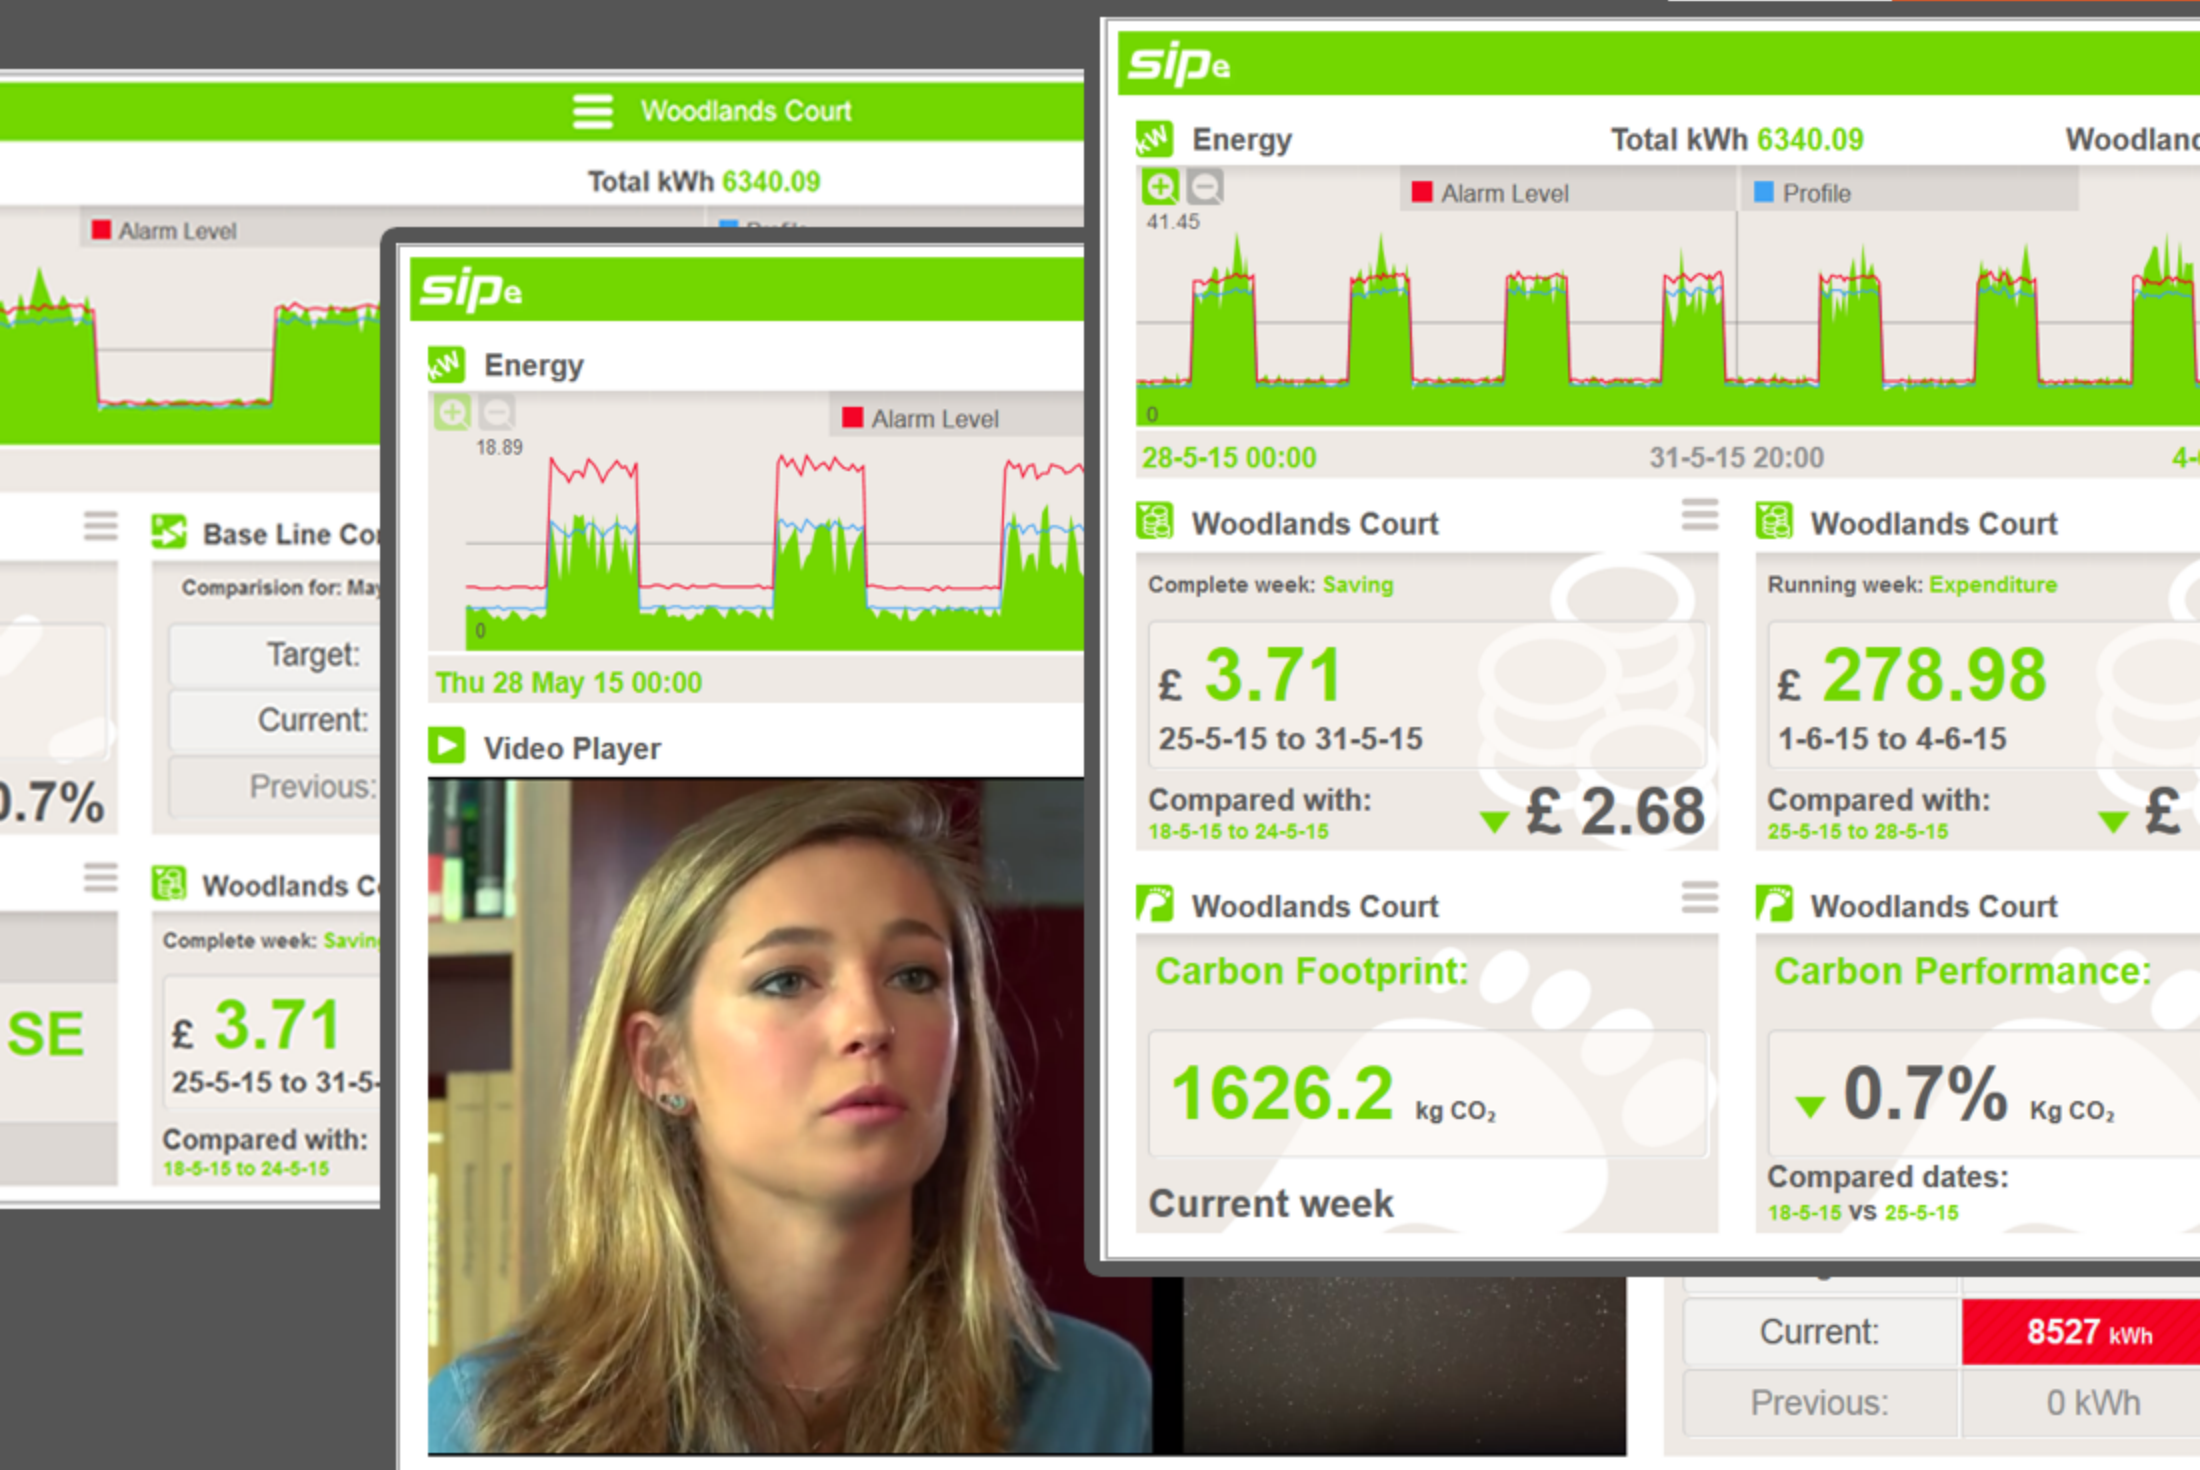 Woodlands Court
Total kWh 6340.09
Alarm Level
Base Line Co
Comparision for: May
Target:
Current:
Previous:
0.7%
Woodlands C
Complete week: Saving
SE
£ 3.71
25-5-15 to 31-5-
Compared with:
18-5-15 to 24-5-15
sipe
kW Energy
Alarm Level
18.89
0
Thu 28 May 15 00:00
Video Player
sipe
kW Energy Total kWh 6340.09 Woodland
Alarm Level Profile
41.45
0
28-5-15 00:00 31-5-15 20:00 4-
Woodlands Court
Complete week: Saving
£ 3.71
25-5-15 to 31-5-15
Compared with:
18-5-15 to 24-5-15
£ 2.68
Woodlands Court
Running week: Expenditure
£ 278.98
1-6-15 to 4-6-15
Compared with:
25-5-15 to 28-5-15
£
Woodlands Court
Carbon Footprint:
1626.2 kg CO₂
Current week
Woodlands Court
Carbon Performance:
0.7% Kg CO₂
Compared dates:
18-5-15 vs 25-5-15
Current: 8527 kWh
Previous: 0 kWh